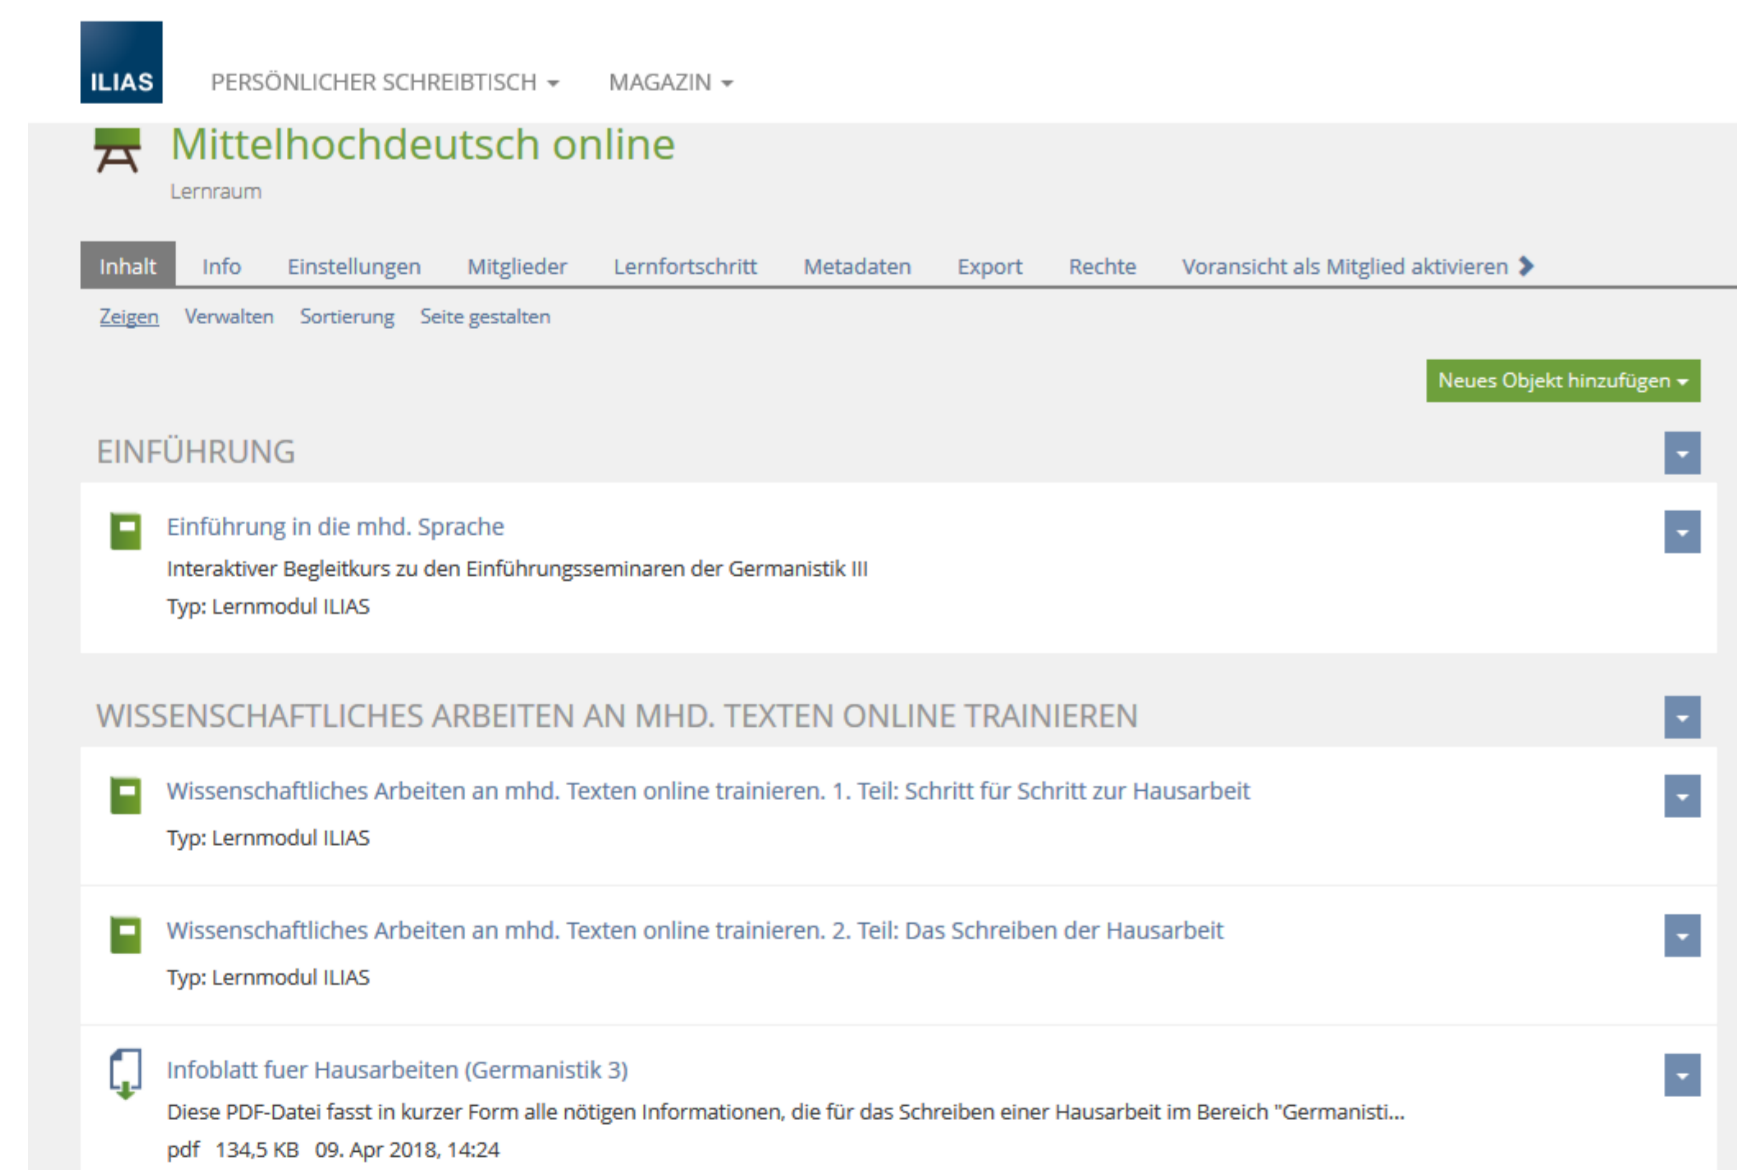 ILIAS
PERSÖNLICHER SCHREIBTISCH MAGAZIN
Mittelhochdeutsch online
Lernraum
Inhalt Info Einstellungen Mitglieder Lernfortschritt Metadaten Export Rechte Voransicht als Mitglied aktivieren
Zeigen Verwalten Sortierung Seite gestalten
Neues Objekt hinzufügen
EINFÜHRUNG
Einführung in die mhd. Sprache
Interaktiver Begleitkurs zu den Einführungsseminaren der Germanistik III
Typ: Lernmodul ILIAS
WISSENSCHAFTLICHES ARBEITEN AN MHD. TEXTEN ONLINE TRAINIEREN
Wissenschaftliches Arbeiten an mhd. Texten online trainieren. 1. Teil: Schritt für Schritt zur Hausarbeit
Typ: Lernmodul ILIAS
Wissenschaftliches Arbeiten an mhd. Texten online trainieren. 2. Teil: Das Schreiben der Hausarbeit
Typ: Lernmodul ILIAS
Infoblatt fuer Hausarbeiten (Germanistik 3)
Diese PDF-Datei fasst in kurzer Form alle nötigen Informationen, die für das Schreiben einer Hausarbeit im Bereich "Germanisti...
pdf 134,5 KB 09. Apr 2018, 14:24